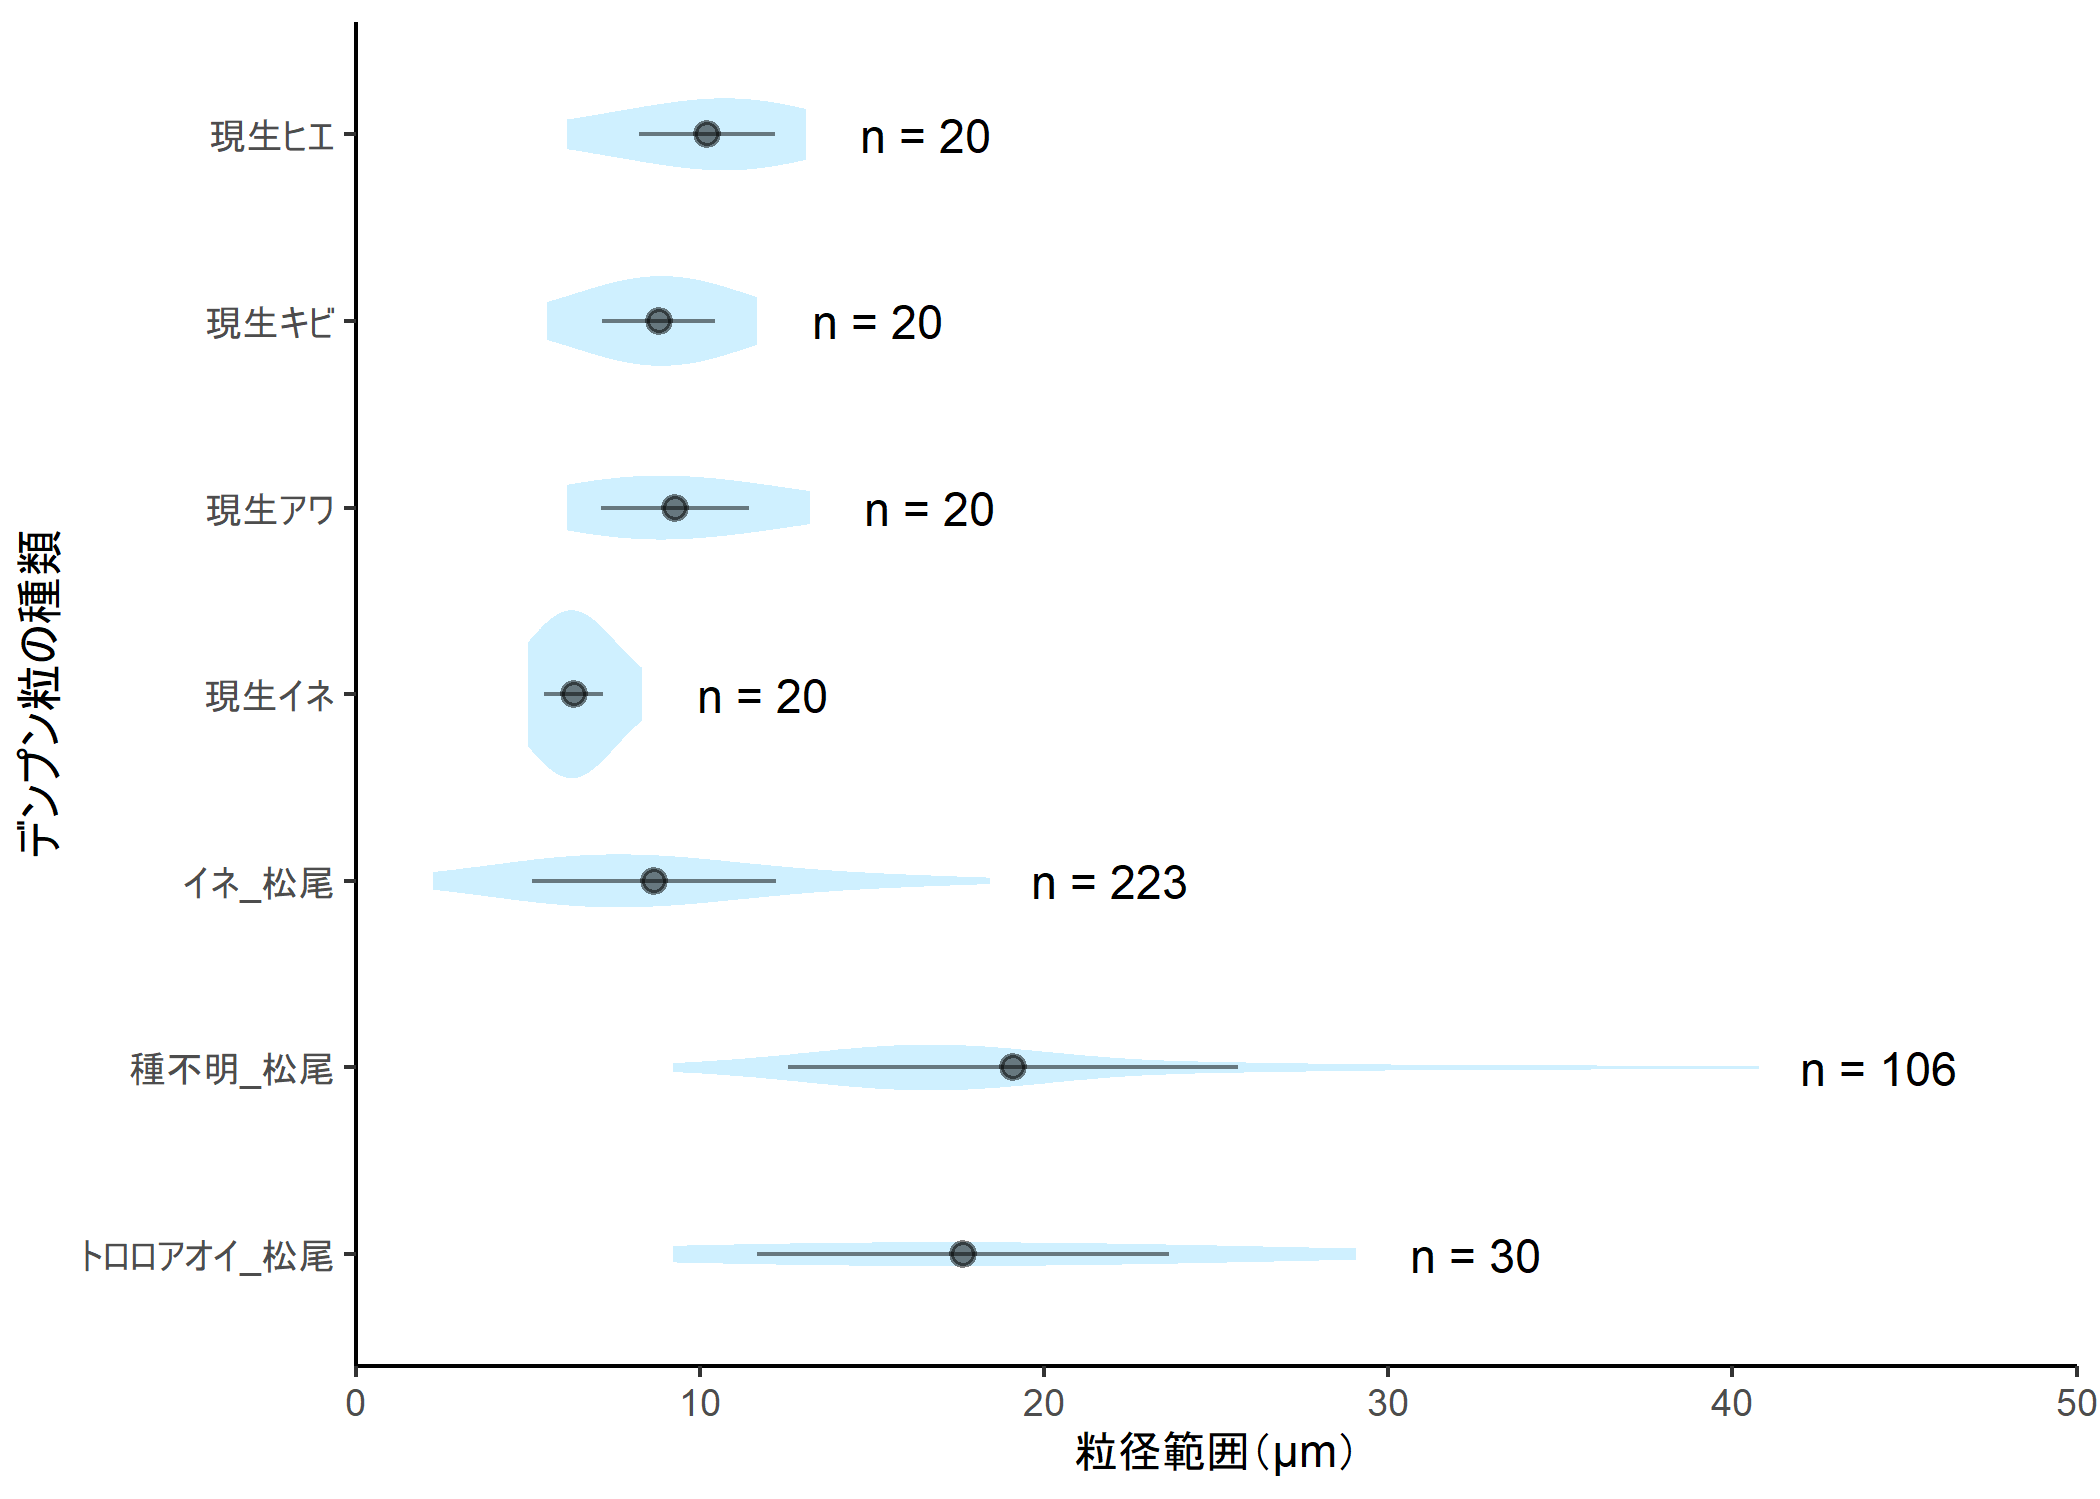 現生ヒエ
n = 20
現生キビ
n = 20
現生アワ
n = 20
現生イネ
n = 20
イネ_松尾
n = 223
種不明_松尾
n = 106
トロロアオイ_松尾
n = 30
デンプン粒の種類
0 10 20 30 40 50
粒径範囲(μm)